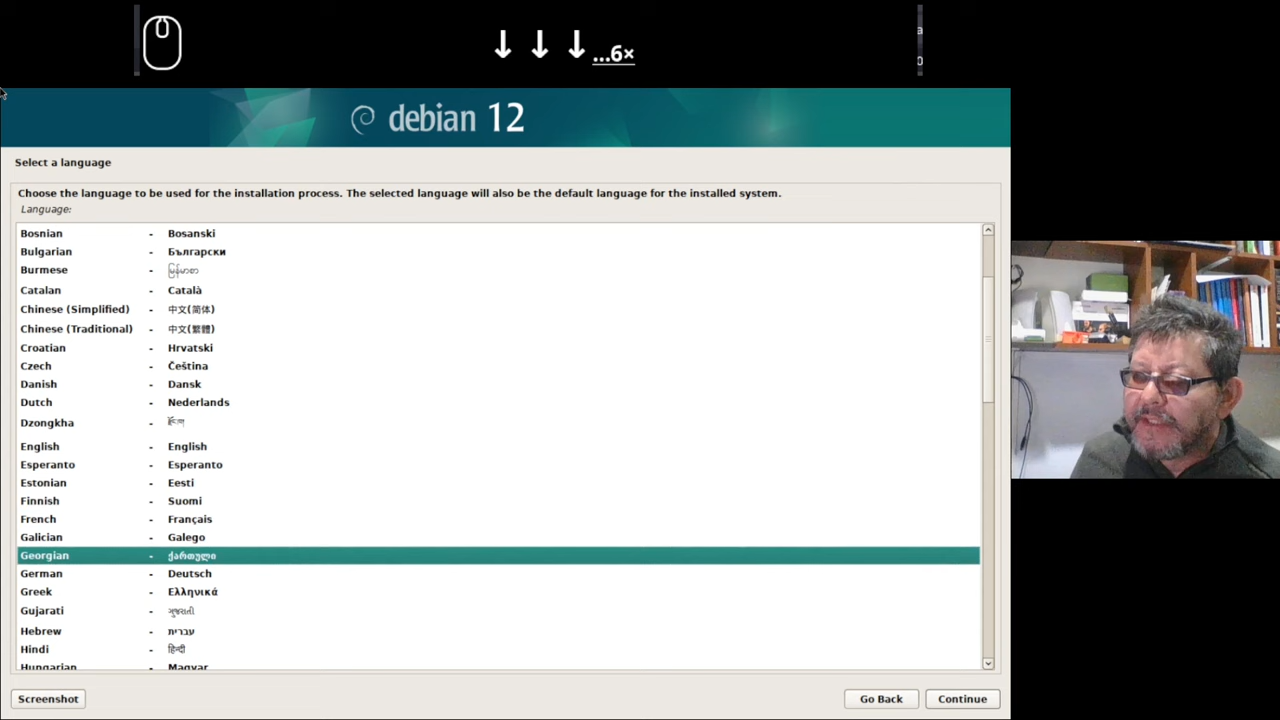 ↓ ↓ ↓ ...6×
debian 12
Select a language
Choose the language to be used for the installation process. The selected language will also be the default language for the installed system.
Language:
Bosnian - Bosanski
Bulgarian - Български
Burmese - မြန်မာစာ
Catalan - Català
Chinese (Simplified) - 中文(简体)
Chinese (Traditional) - 中文(繁體)
Croatian - Hrvatski
Czech - Čeština
Danish - Dansk
Dutch - Nederlands
Dzongkha - རྫོང་ཁ།
English - English
Esperanto - Esperanto
Estonian - Eesti
Finnish - Suomi
French - Français
Galician - Galego
Georgian - ქართული
German - Deutsch
Greek - Ελληνικά
Gujarati - ગુજરાતી
Hebrew - עברית
Hindi - हिन्दी
Hungarian - Magyar
Screenshot Go Back Continue